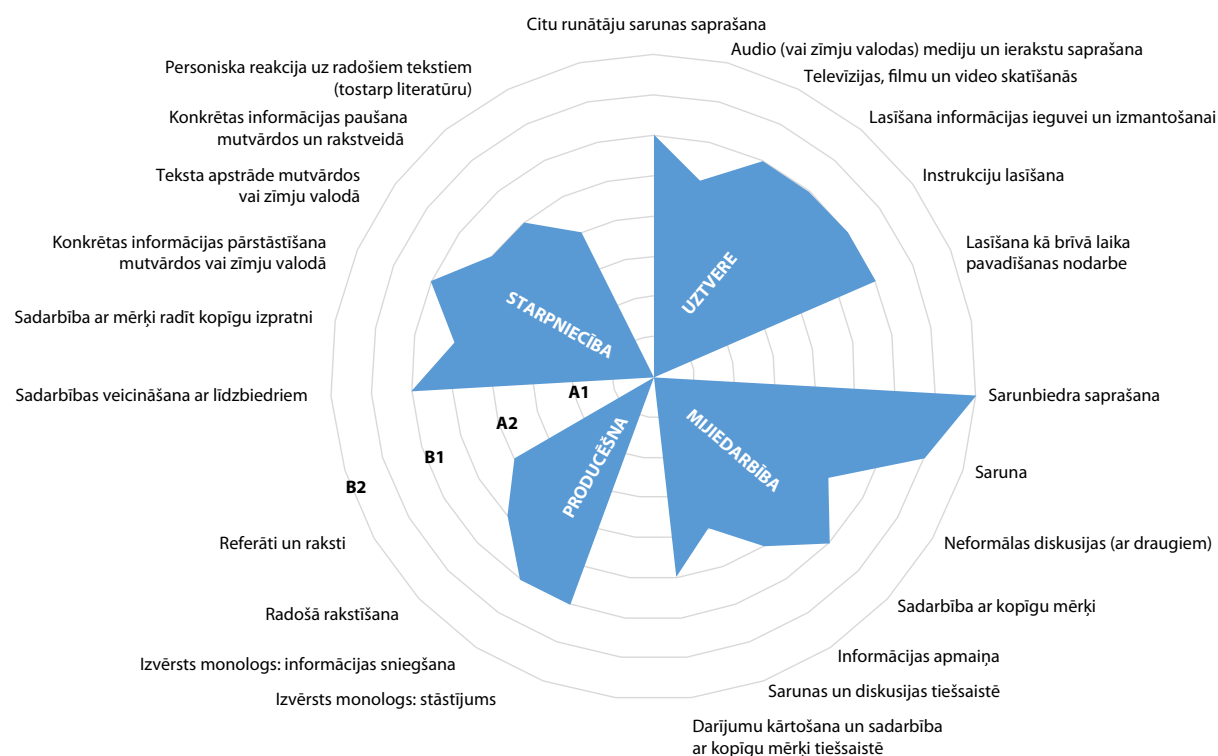 Citu runātāju sarunas saprašana
Audio (vai zīmju valodas) mediju un ierakstu saprašana
Televīzijas, filmu un video skatīšanās
Lasīšana informācijas ieguvei un izmantošanai
Instrukciju lasīšana
Lasīšana kā brīvā laika
pavadīšanas nodarbe
Sarunbiedra saprašana
Saruna
Neformālas diskusijas (ar draugiem)
Sadarbība ar kopīgu mērķi
Informācijas apmaiņa
Sarunas un diskusijas tiešsaistē
Darījumu kārtošana un sadarbība
ar kopīgu mērķi tiešsaistē
Izvērsts monologs: stāstījums
Izvērsts monologs: informācijas sniegšana
Radošā rakstīšana
Referāti un raksti
Sadarbības veicināšana ar līdzbiedriem
Sadarbība ar mērķi radīt kopīgu izpratni
Konkrētas informācijas pārstāstīšana
mutvārdos vai zīmju valodā
Teksta apstrāde mutvārdos
vai zīmju valodā
Konkrētas informācijas paušana
mutvārdos un rakstveidā
Personiska reakcija uz radošiem tekstiem
(tostarp literatūru)
UZTVERE
MIJIEDARBĪBA
PRODUCĒŠNA
STARPNIECĪBA
A1
A2
B1
B2